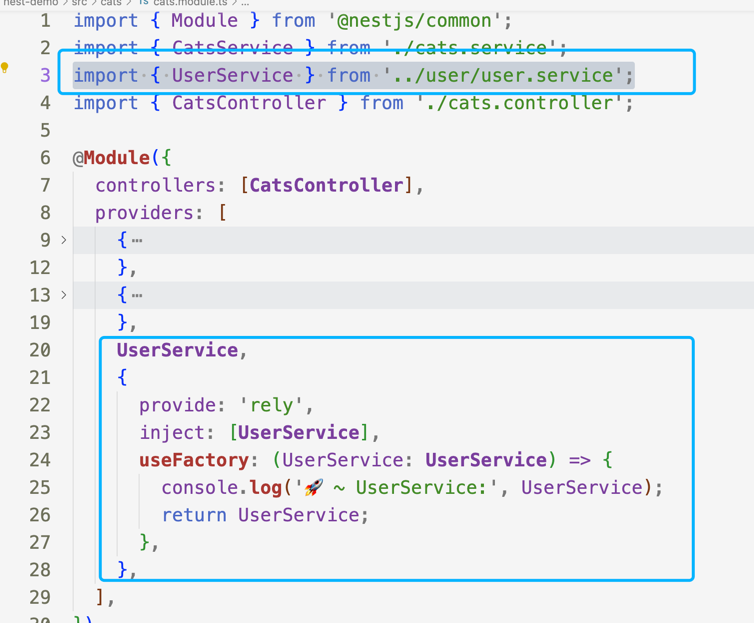 nest-demo > src > cats > TS cats.module.ts > ...
1 import { Module } from '@nestjs/common';
2 import { CatsService } from './cats.service';
3 import { UserService } from '../user/user.service';
4 import { CatsController } from './cats.controller';
5
6 @Module({
7 controllers: [CatsController],
8 providers: [
9 > { ⋯
12 },
13 > { ⋯
19 },
20 UserService,
21 {
22 provide: 'rely',
23 inject: [UserService],
24 useFactory: (UserService: UserService) => {
25 console.log('🚀 ~ UserService:', UserService);
26 return UserService;
27 },
28 },
29 ],
30 })